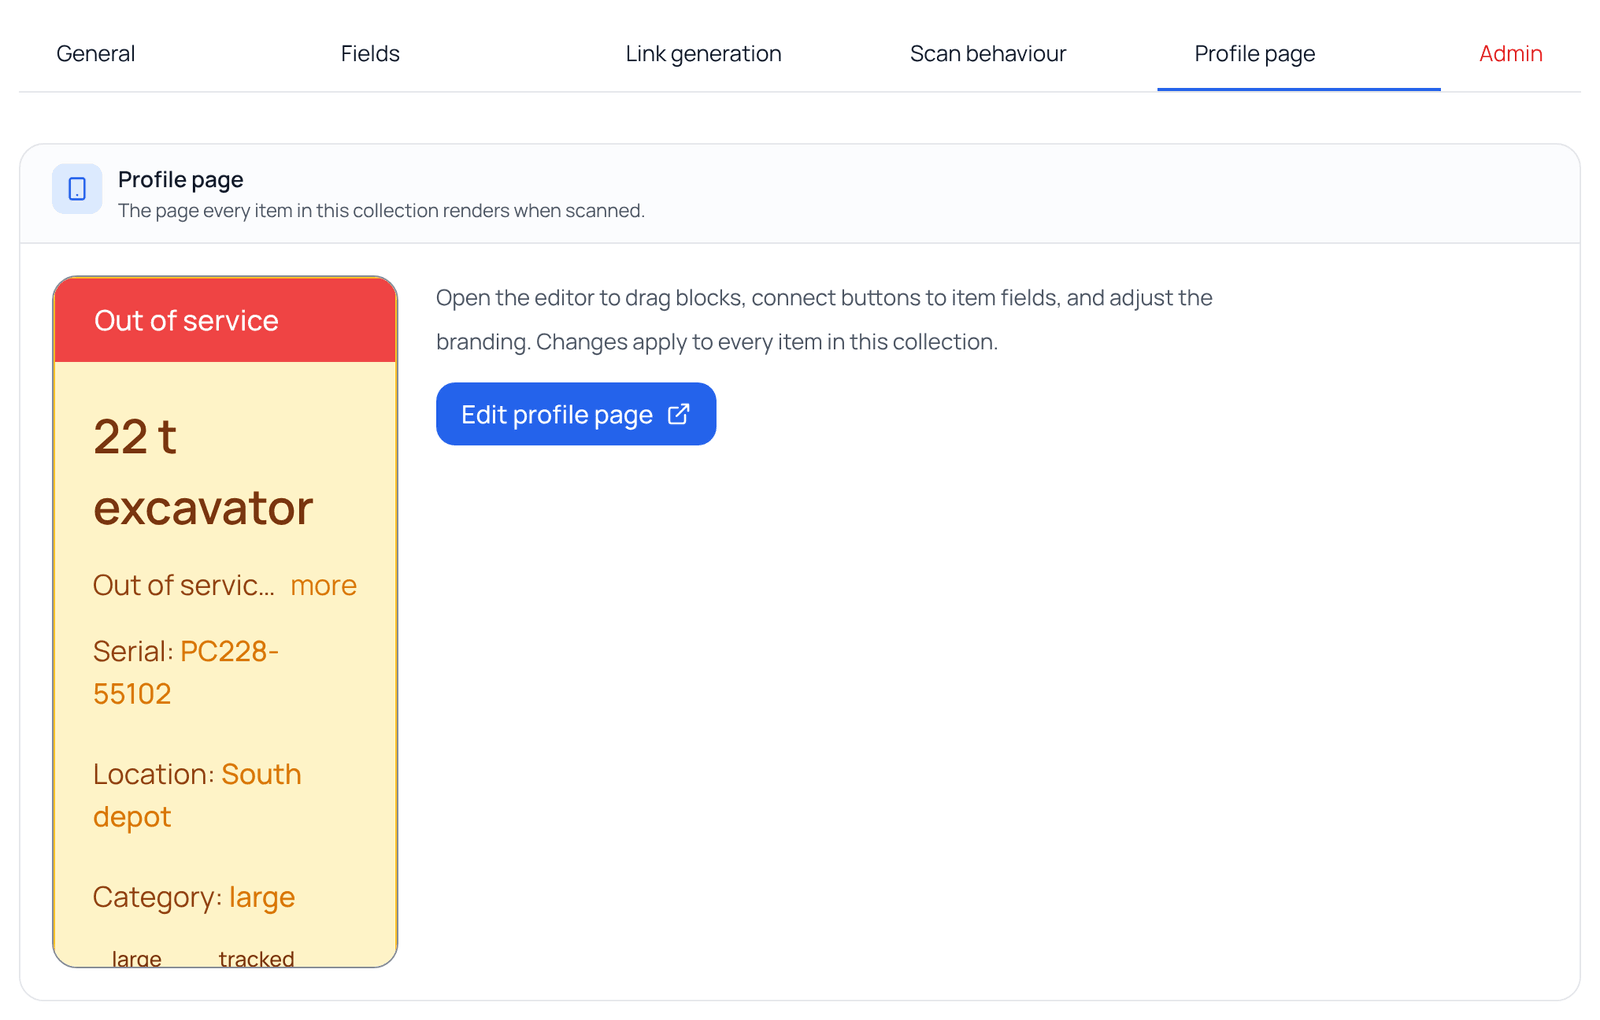 General
Fields
Link generation
Scan behaviour
Profile page
Admin
Profile page
The page every item in this collection renders when scanned.
Out of service
22 t
excavator
Out of servic... more
Serial: PC228-
55102
Location: South
depot
Category: large
large tracked
Open the editor to drag blocks, connect buttons to item fields, and adjust the
branding. Changes apply to every item in this collection.
Edit profile page